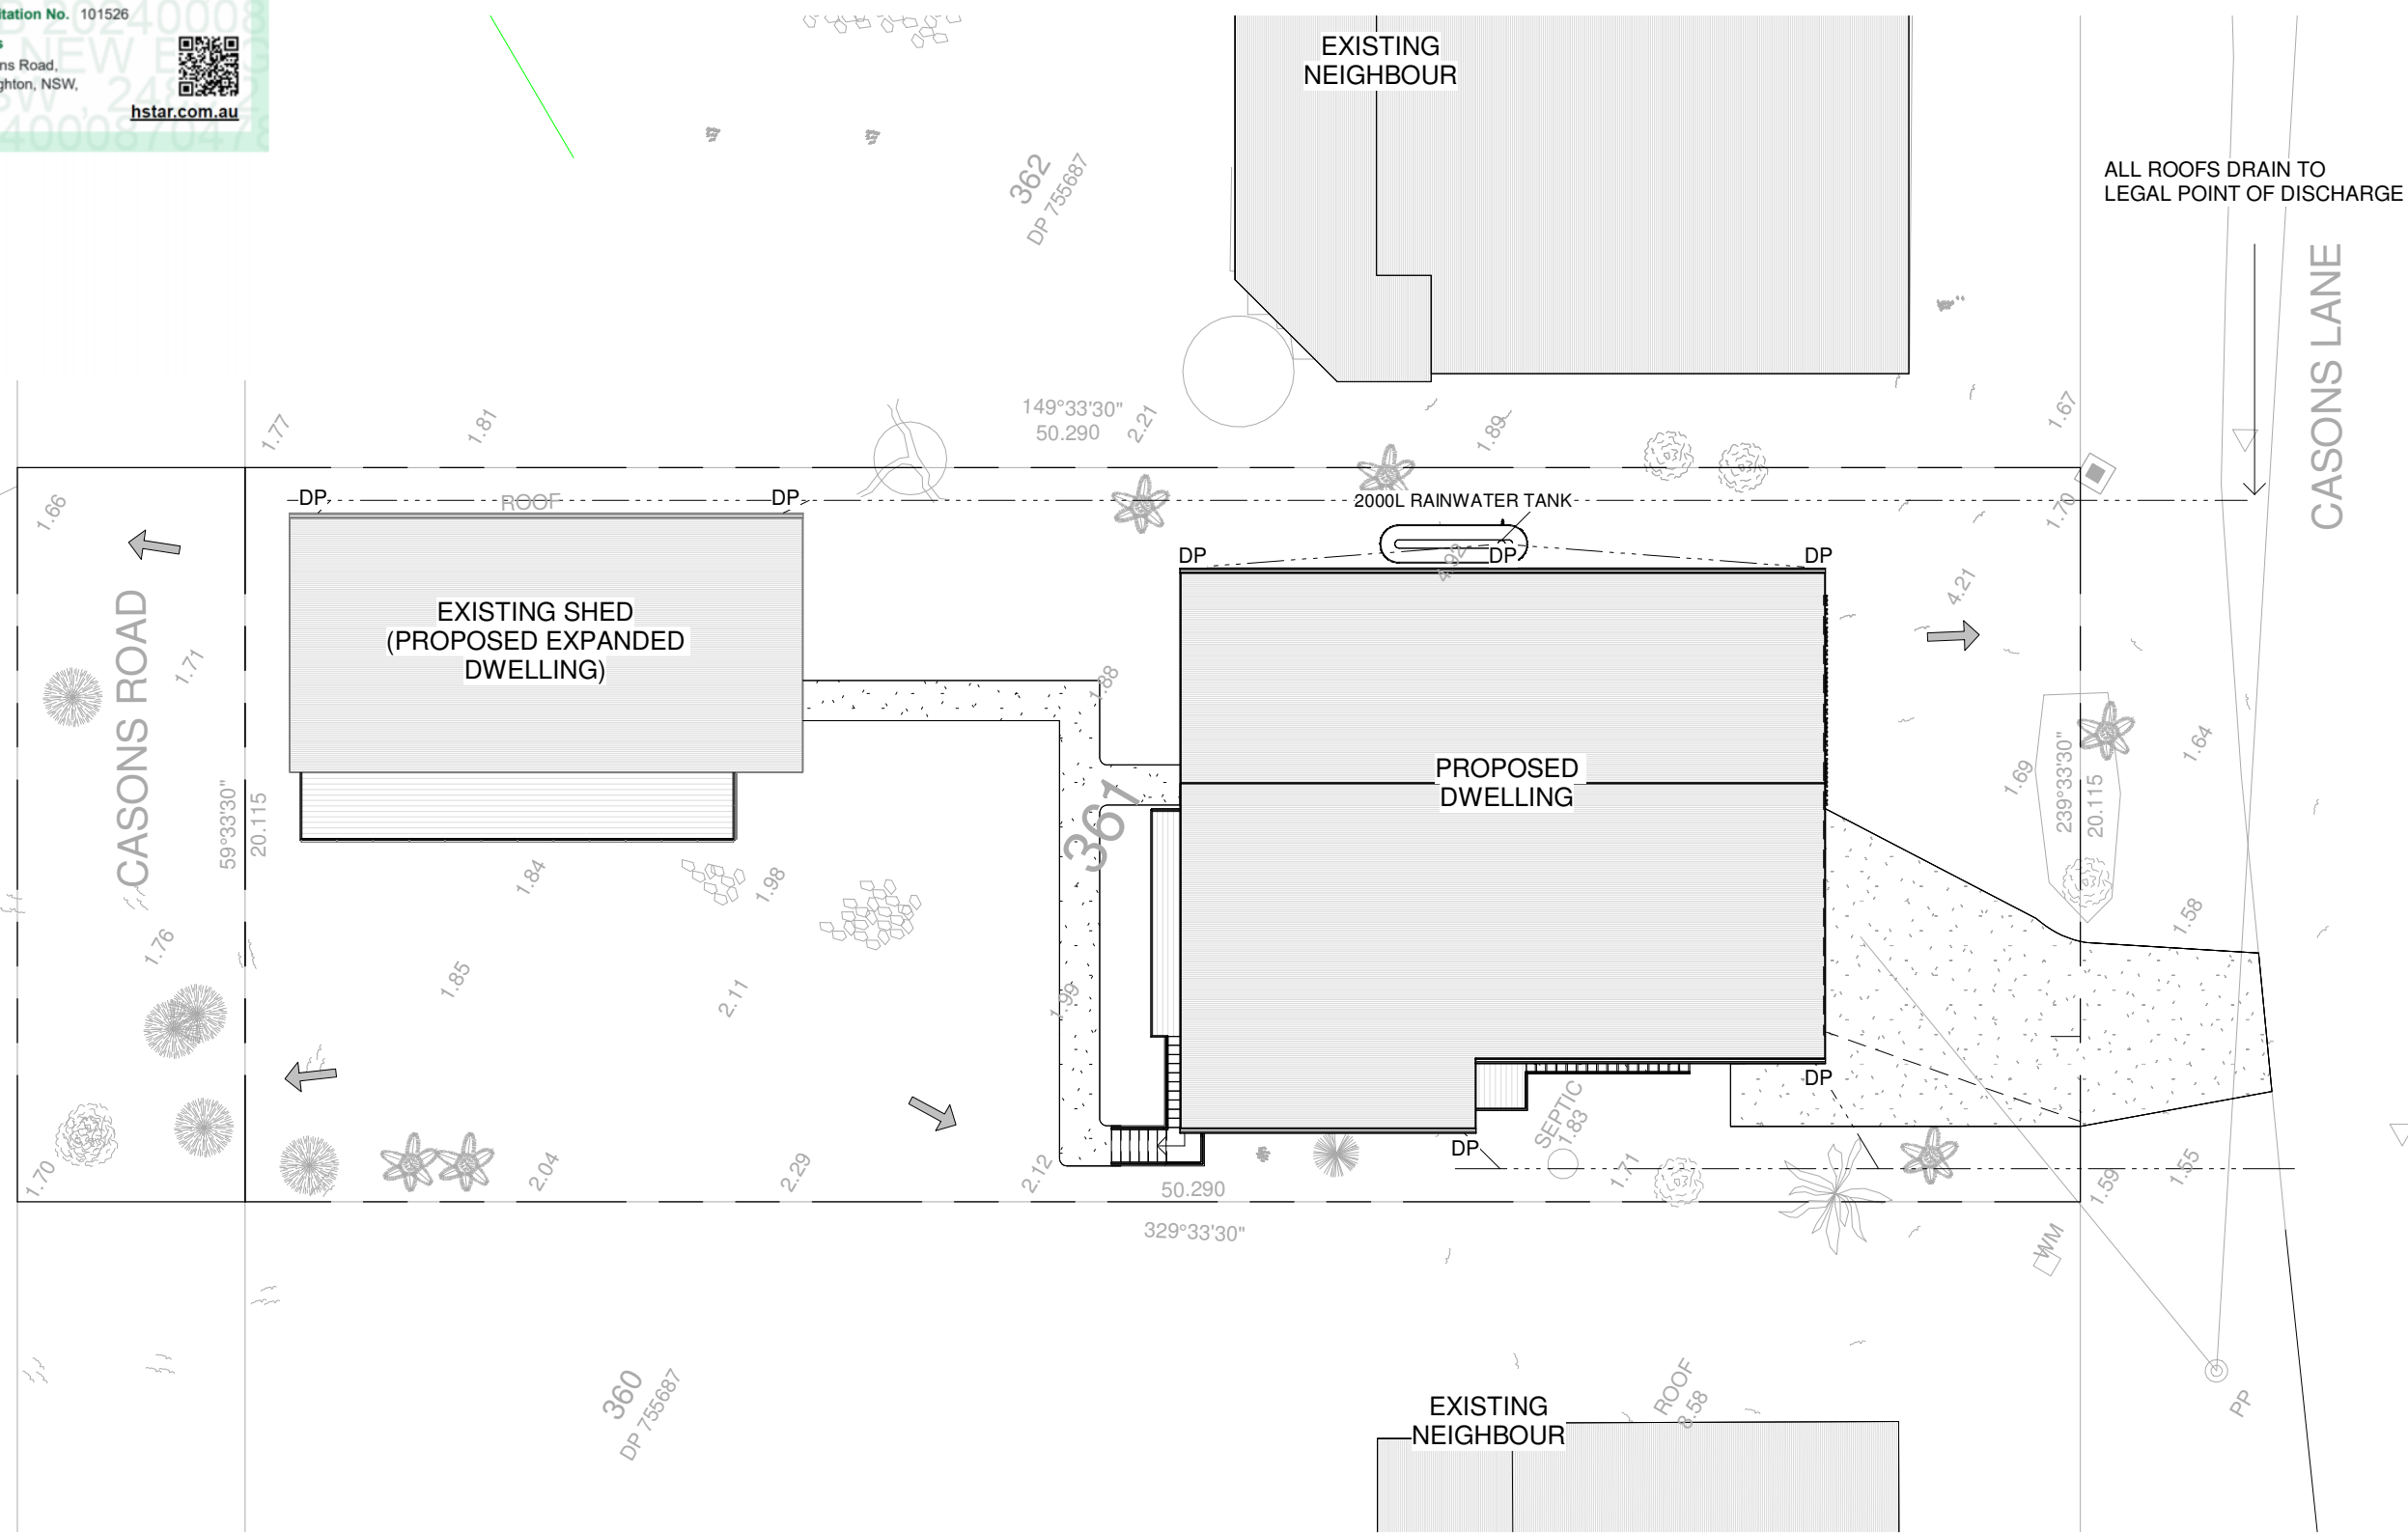 itation No. 101526
ns Road,
ghton, NSW,
hstar.com.au
EXISTING
NEIGHBOUR
362
DP 755687
ALL ROOFS DRAIN TO
LEGAL POINT OF DISCHARGE
CASONS LANE
149°33'30"
50.290
1.77
1.81
2.21
1.89
1.67
1.66
DP
ROOF
DP
2000L RAINWATER TANK
1.70
DP
DP
DP
4.92
4.21
EXISTING SHED
(PROPOSED EXPANDED
DWELLING)
CASONS ROAD
1.71
1.88
59°33'30"
20.115
361
PROPOSED
DWELLING
1.69
239°33'30"
20.115
1.64
1.84
1.98
1.58
1.76
1.85
2.11
1.99
DP
SEPTIC
1.83
DP
1.70
2.04
2.29
2.12
1.71
1.59
1.55
50.290
329°33'30"
WM
360
DP 755687
EXISTING
NEIGHBOUR
ROOF
8.58
PP